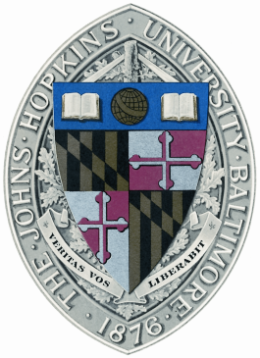 THE · JOHNS · HOPKINS · UNIVERSITY · BALTIMORE ·
VERITAS VOS
LIBERABIT
· 1876 ·